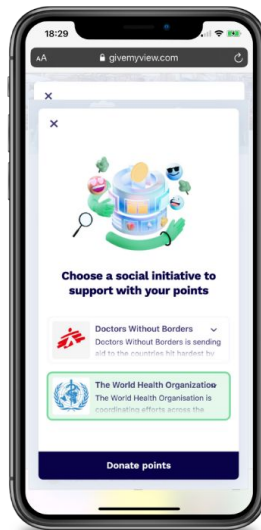 18:29
AA givemyview.com
Choose a social initiative to
support with your points
Doctors Without Borders
Doctors Without Borders is sending
aid to the countries hit hardest by
The World Health Organization
The World Health Organisation is
coordinating efforts across the
Donate points